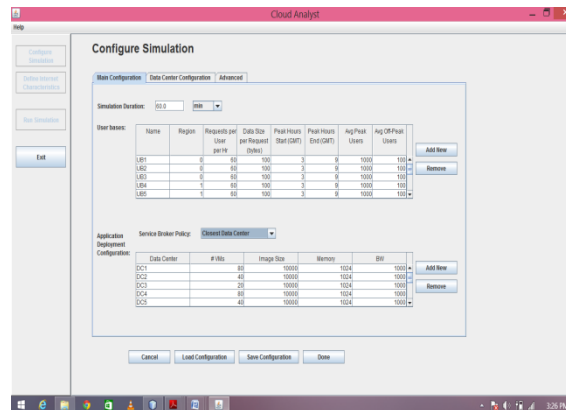 Cloud Analyst
Help
Configure Simulation
Define Internet Characteristics
Run Simulation
Exit
Configure Simulation
Main Configuration Data Center Configuration Advanced
Simulation Duration: 60.0 min
User bases:
Name Region Requests per User per Hr Data Size per Request (bytes) Peak Hours Start (GMT) Peak Hours End (GMT) Avg Peak Users Avg Off-Peak Users
UB1 0 60 100 3 9 1000 100
UB2 0 60 100 3 9 1000 100
UB3 0 60 100 3 9 1000 100
UB4 1 60 100 3 9 1000 100
UB5 1 60 100 3 9 1000 100
Add New
Remove
Application Deployment Configuration:
Service Broker Policy: Closest Data Center
Data Center # VMs Image Size Memory BW
DC1 80 10000 1024 1000
DC2 40 10000 1024 1000
DC3 20 10000 1024 1000
DC4 80 10000 1024 1000
DC5 40 10000 1024 1000
Add New
Remove
Cancel Load Configuration Save Configuration Done
3:26 PM